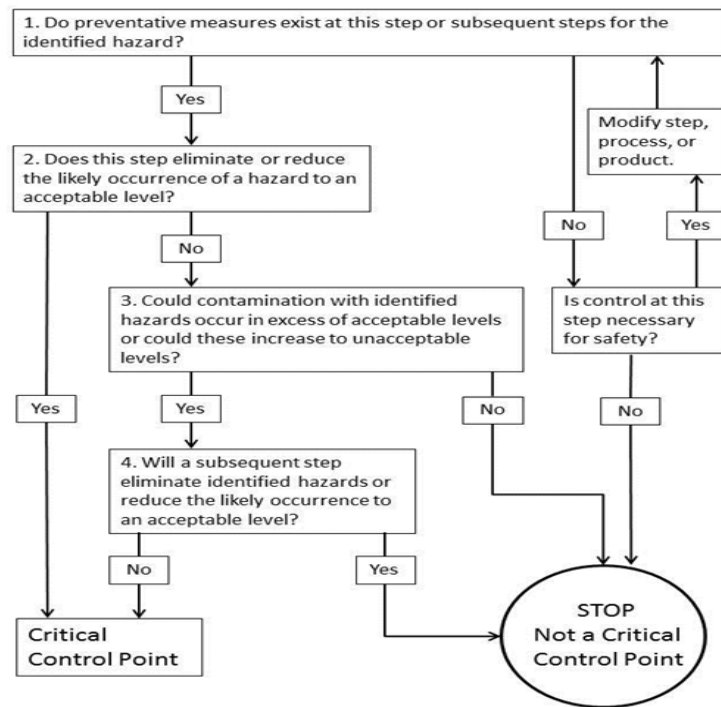 1. Do preventative measures exist at this step or subsequent steps for the
identified hazard?
Yes
Modify step,
process, or
product.
2. Does this step eliminate or reduce
the likely occurrence of a hazard to an
acceptable level?
No
No
Yes
3. Could contamination with identified
hazards occur in excess of acceptable levels
or could these increase to unacceptable
levels?
Is control at this
step necessary
for safety?
Yes
Yes
No
No
4. Will a subsequent step
eliminate identified hazards or
reduce the likely occurrence to
an acceptable level?
No
Yes
Critical
Control Point
STOP
Not a Critical
Control Point